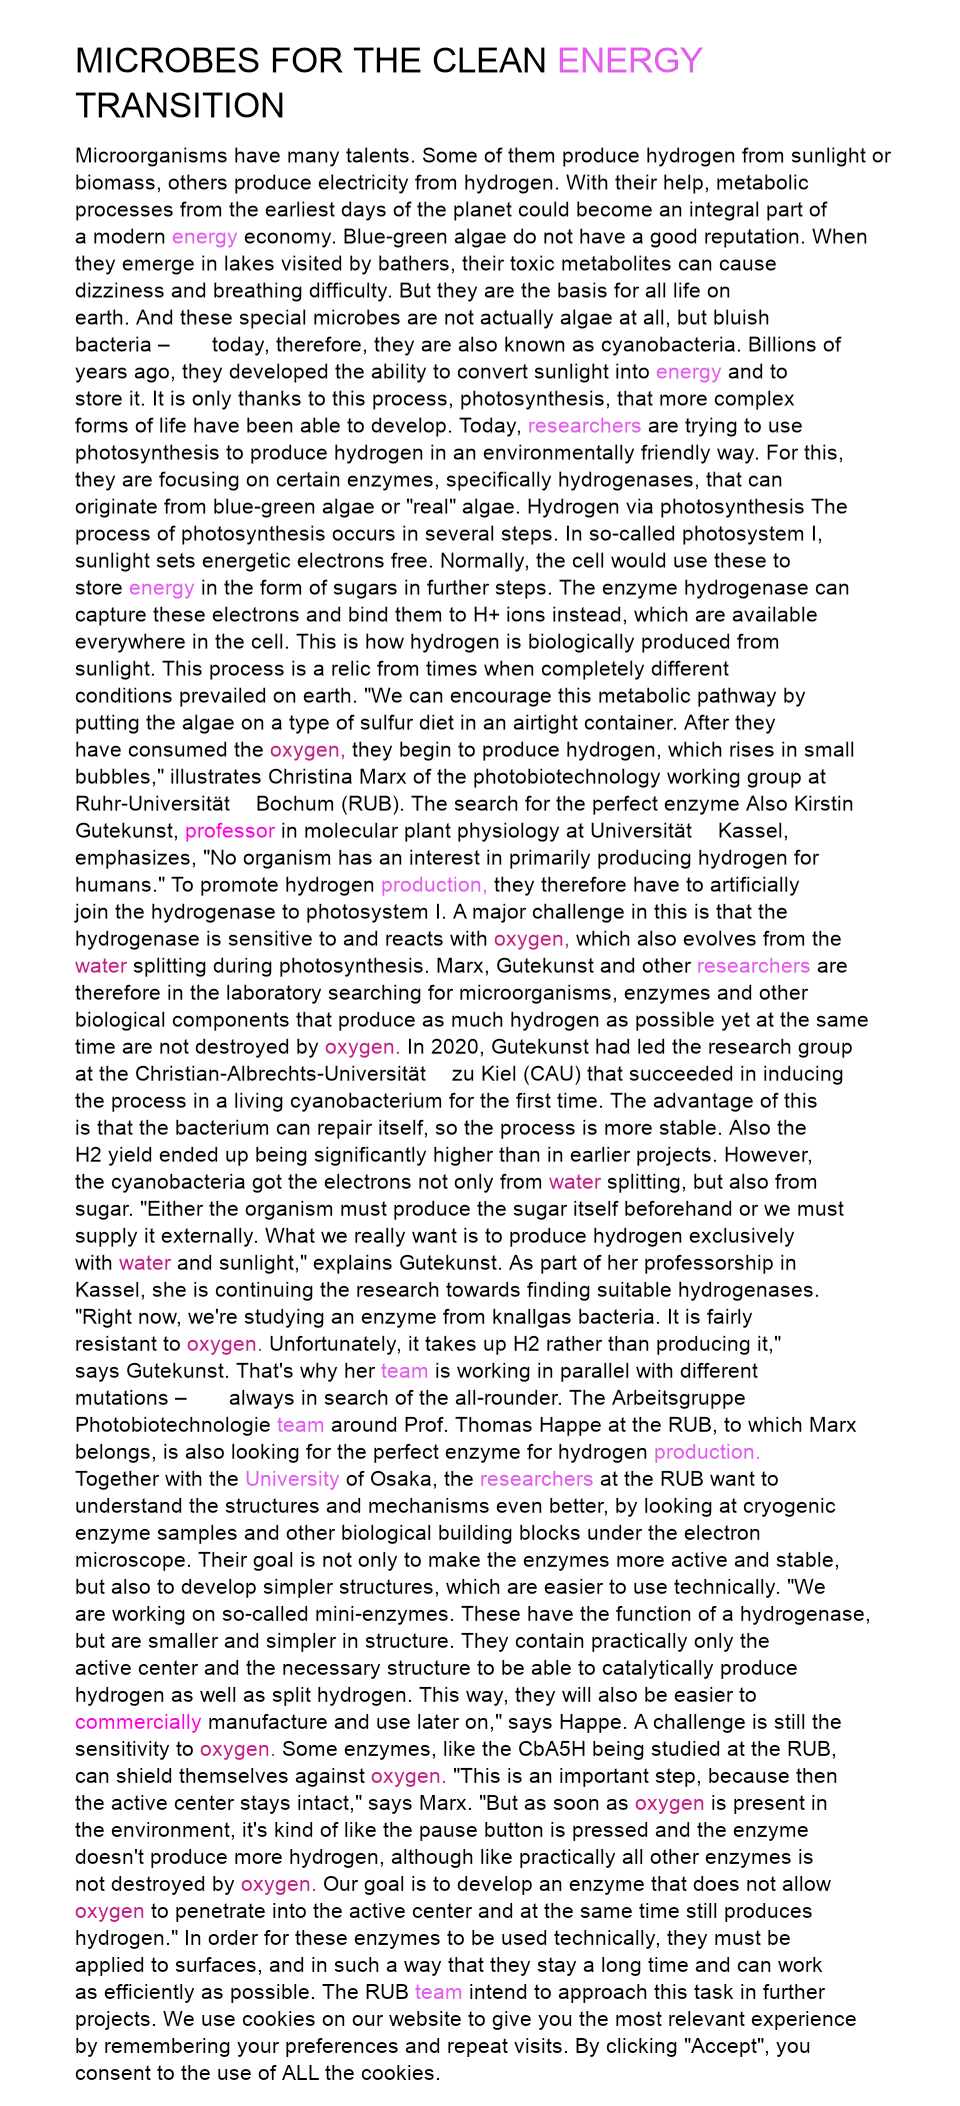 MICROBES FOR THE CLEAN ENERGY
TRANSITION
Microorganisms have many talents. Some of them produce hydrogen from sunlight or
biomass, others produce electricity from hydrogen. With their help, metabolic
processes from the earliest days of the planet could become an integral part of
a modern energy economy. Blue-green algae do not have a good reputation. When
they emerge in lakes visited by bathers, their toxic metabolites can cause
dizziness and breathing difficulty. But they are the basis for all life on
earth. And these special microbes are not actually algae at all, but bluish
bacteria – today, therefore, they are also known as cyanobacteria. Billions of
years ago, they developed the ability to convert sunlight into energy and to
store it. It is only thanks to this process, photosynthesis, that more complex
forms of life have been able to develop. Today, researchers are trying to use
photosynthesis to produce hydrogen in an environmentally friendly way. For this,
they are focusing on certain enzymes, specifically hydrogenases, that can
originate from blue-green algae or "real" algae. Hydrogen via photosynthesis The
process of photosynthesis occurs in several steps. In so-called photosystem I,
sunlight sets energetic electrons free. Normally, the cell would use these to
store energy in the form of sugars in further steps. The enzyme hydrogenase can
capture these electrons and bind them to H+ ions instead, which are available
everywhere in the cell. This is how hydrogen is biologically produced from
sunlight. This process is a relic from times when completely different
conditions prevailed on earth. "We can encourage this metabolic pathway by
putting the algae on a type of sulfur diet in an airtight container. After they
have consumed the oxygen, they begin to produce hydrogen, which rises in small
bubbles," illustrates Christina Marx of the photobiotechnology working group at
Ruhr-Universität Bochum (RUB). The search for the perfect enzyme Also Kirstin
Gutekunst, professor in molecular plant physiology at Universität Kassel,
emphasizes, "No organism has an interest in primarily producing hydrogen for
humans." To promote hydrogen production, they therefore have to artificially
join the hydrogenase to photosystem I. A major challenge in this is that the
hydrogenase is sensitive to and reacts with oxygen, which also evolves from the
water splitting during photosynthesis. Marx, Gutekunst and other researchers are
therefore in the laboratory searching for microorganisms, enzymes and other
biological components that produce as much hydrogen as possible yet at the same
time are not destroyed by oxygen. In 2020, Gutekunst had led the research group
at the Christian-Albrechts-Universität zu Kiel (CAU) that succeeded in inducing
the process in a living cyanobacterium for the first time. The advantage of this
is that the bacterium can repair itself, so the process is more stable. Also the
H2 yield ended up being significantly higher than in earlier projects. However,
the cyanobacteria got the electrons not only from water splitting, but also from
sugar. "Either the organism must produce the sugar itself beforehand or we must
supply it externally. What we really want is to produce hydrogen exclusively
with water and sunlight," explains Gutekunst. As part of her professorship in
Kassel, she is continuing the research towards finding suitable hydrogenases.
"Right now, we're studying an enzyme from knallgas bacteria. It is fairly
resistant to oxygen. Unfortunately, it takes up H2 rather than producing it,"
says Gutekunst. That's why her team is working in parallel with different
mutations – always in search of the all-rounder. The Arbeitsgruppe
Photobiotechnologie team around Prof. Thomas Happe at the RUB, to which Marx
belongs, is also looking for the perfect enzyme for hydrogen production.
Together with the University of Osaka, the researchers at the RUB want to
understand the structures and mechanisms even better, by looking at cryogenic
enzyme samples and other biological building blocks under the electron
microscope. Their goal is not only to make the enzymes more active and stable,
but also to develop simpler structures, which are easier to use technically. "We
are working on so-called mini-enzymes. These have the function of a hydrogenase,
but are smaller and simpler in structure. They contain practically only the
active center and the necessary structure to be able to catalytically produce
hydrogen as well as split hydrogen. This way, they will also be easier to
commercially manufacture and use later on," says Happe. A challenge is still the
sensitivity to oxygen. Some enzymes, like the CbA5H being studied at the RUB,
can shield themselves against oxygen. "This is an important step, because then
the active center stays intact," says Marx. "But as soon as oxygen is present in
the environment, it's kind of like the pause button is pressed and the enzyme
doesn't produce more hydrogen, although like practically all other enzymes is
not destroyed by oxygen. Our goal is to develop an enzyme that does not allow
oxygen to penetrate into the active center and at the same time still produces
hydrogen." In order for these enzymes to be used technically, they must be
applied to surfaces, and in such a way that they stay a long time and can work
as efficiently as possible. The RUB team intend to approach this task in further
projects. We use cookies on our website to give you the most relevant experience
by remembering your preferences and repeat visits. By clicking "Accept", you
consent to the use of ALL the cookies.